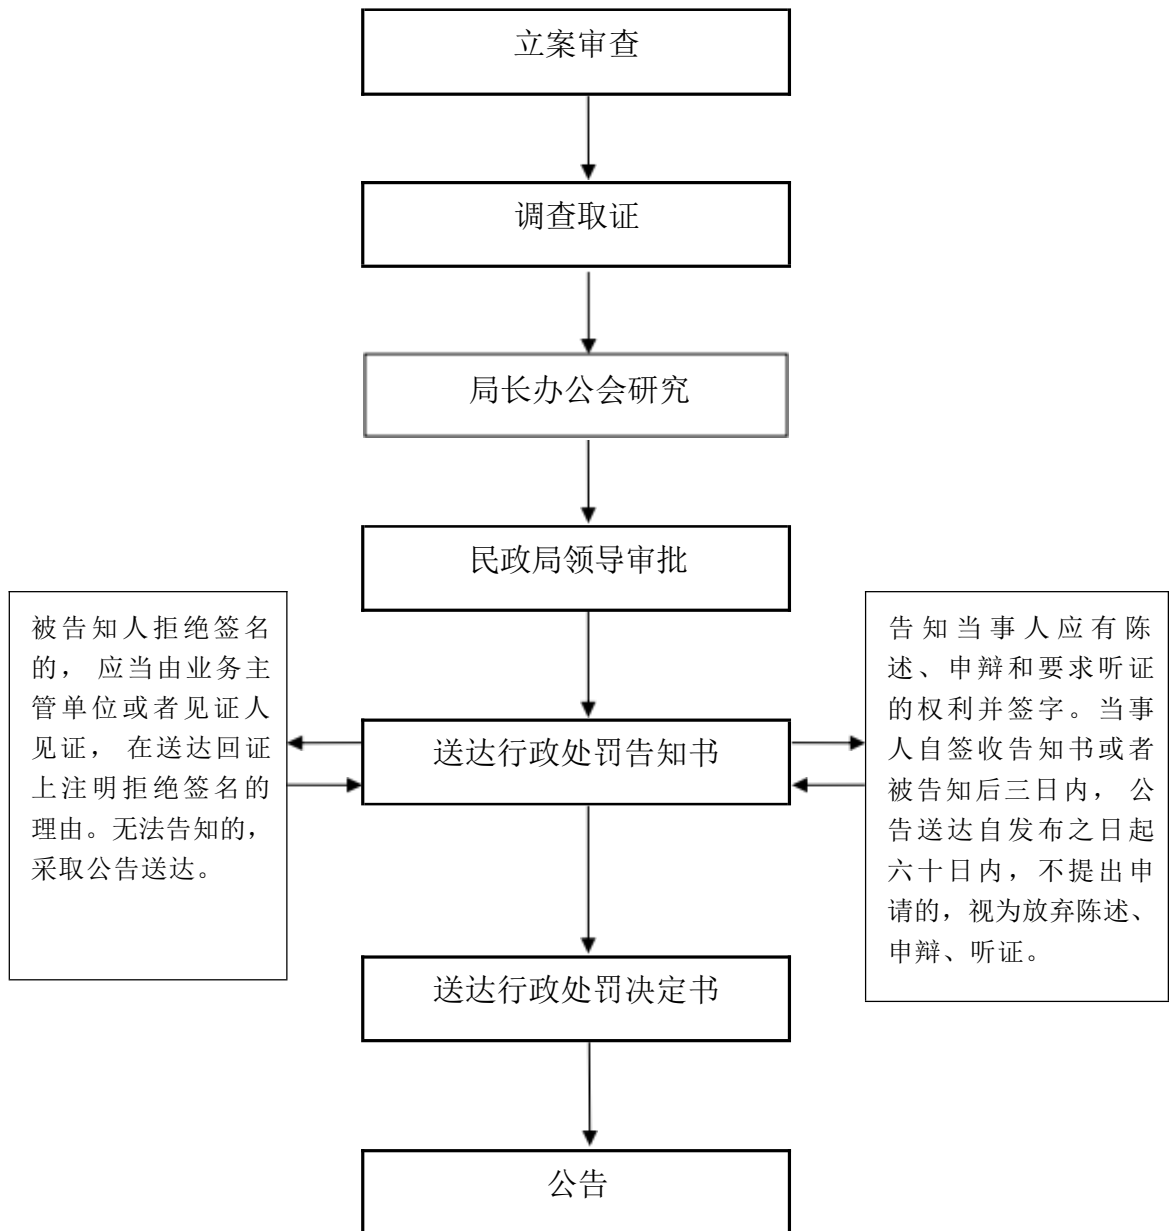 立案审查
调查取证
局长办公会研究
民政局领导审批
被告知人拒绝签名
的，应当由业务主
管单位或者见证人
见证，在送达回证
上注明拒绝签名的
理由。无法告知的，
采取公告送达。
送达行政处罚告知书
告知当事人应有陈
述、申辩和要求听证
的权利并签字。当事
人自签收告知书或者
被告知后三日内，公
告送达自发布之日起
六十日内，不提出申
请的，视为放弃陈述、
申辩、听证。
送达行政处罚决定书
公告